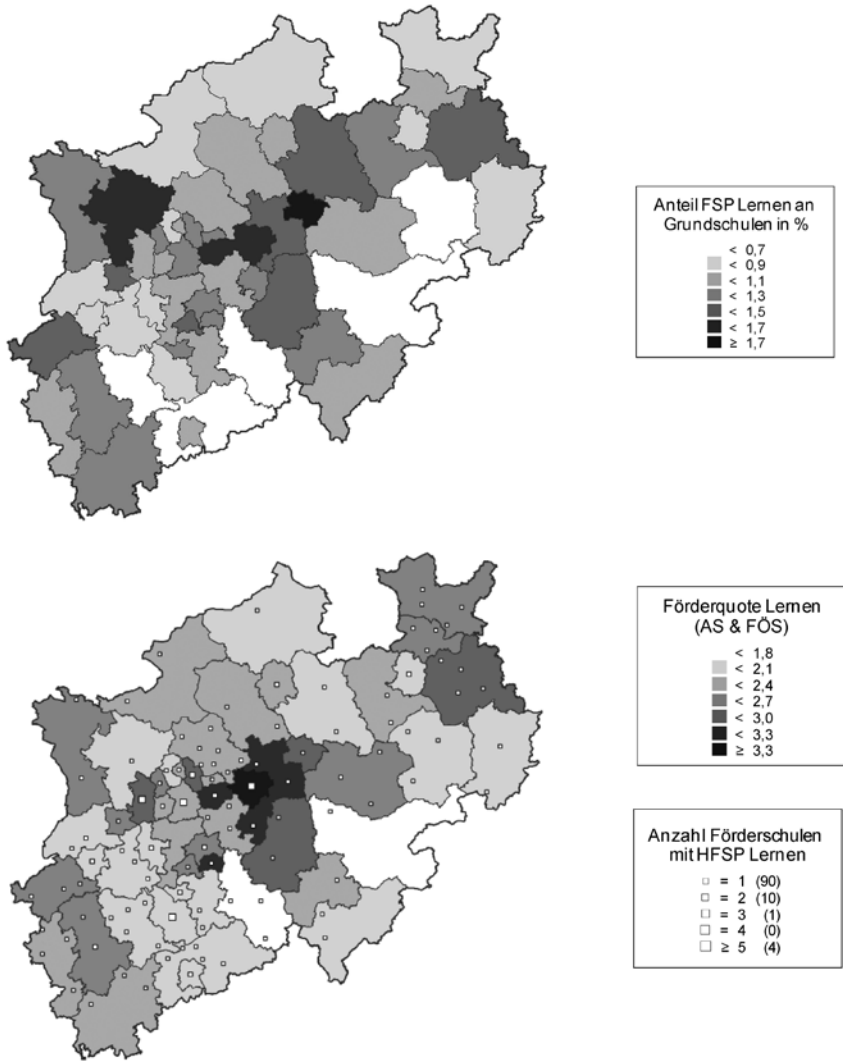 Anteil FSP Lernen an
Grundschulen in %
< 0,7
< 0,9
< 1,1
< 1,3
< 1,5
< 1,7
≥ 1,7
Förderquote Lernen
(AS & FÖS)
< 1,8
< 2,1
< 2,4
< 2,7
< 3,0
< 3,3
≥ 3,3
Anzahl Förderschulen
mit HFSP Lernen
= 1 (90)
= 2 (10)
= 3 (1)
= 4 (0)
≥ 5 (4)